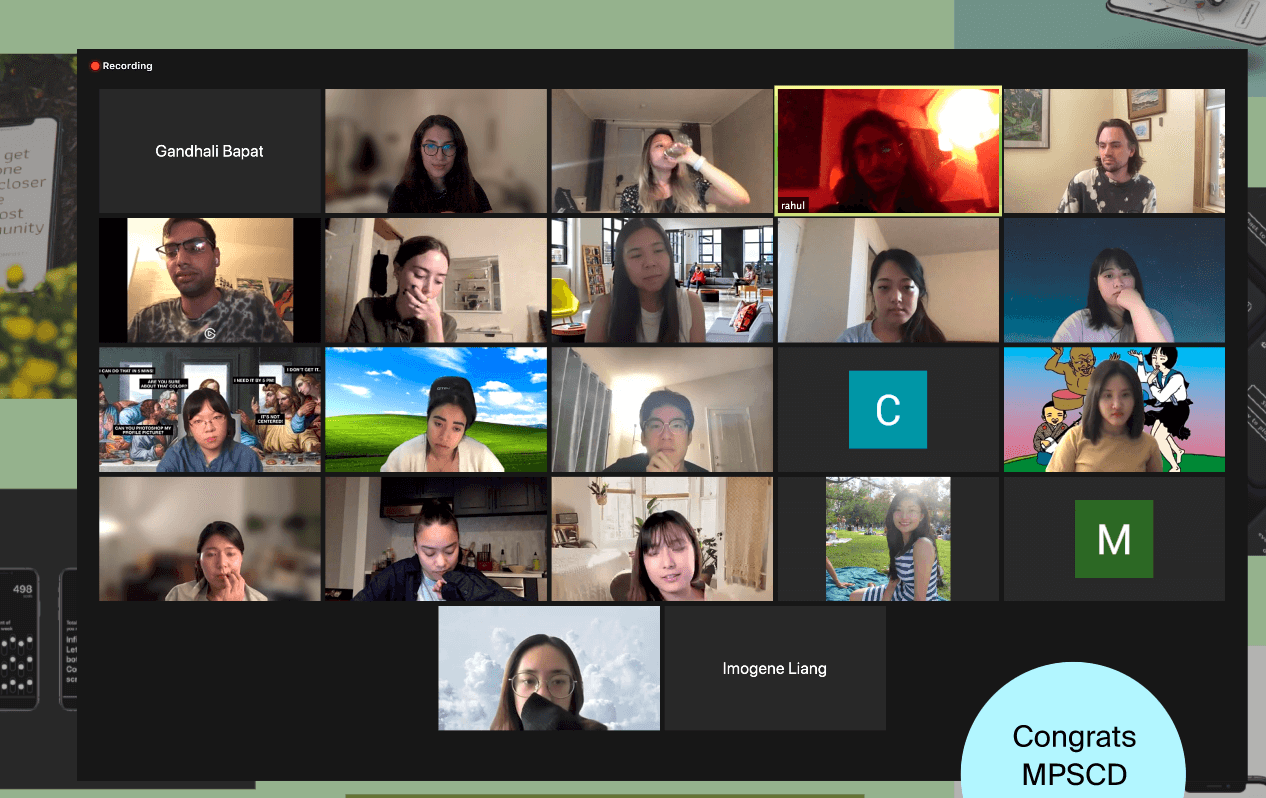 Recording
Gandhali Bapat
rahul
get
one
closer
e
ost
unity
I CAN DO THAT IN 5 MINS!
ARE YOU SURE
ABOUT THAT COLOR?
I NEED IT BY 5 PM!
I DON'T GET IT.
IT'S NOT
CENTERED!
CAN YOU PHOTOSHOP MY
PROFILE PICTURE?
C
M
498
Imogene Liang
Congrats
MPSCD